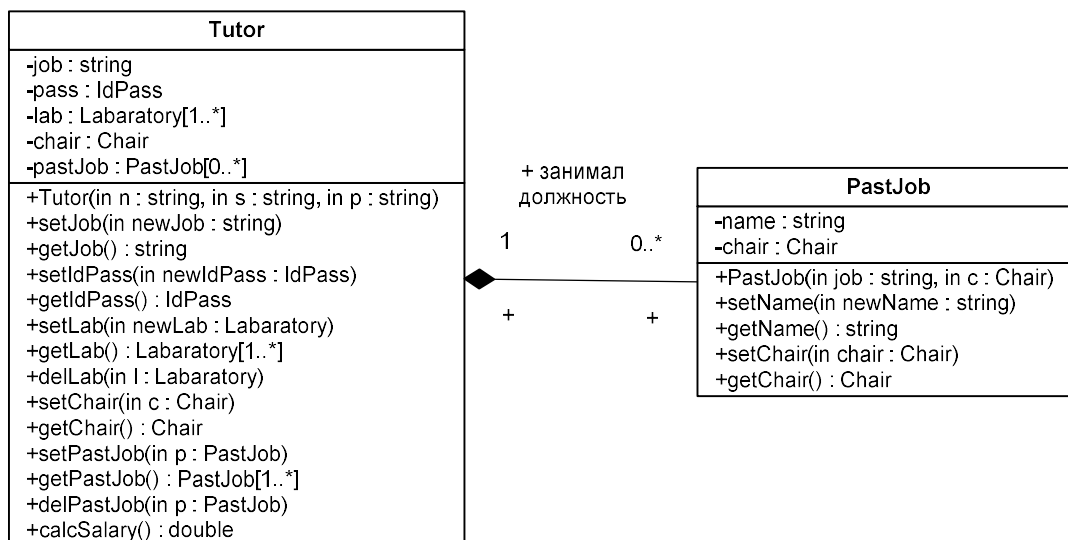 Tutor
-job : string
-pass : IdPass
-lab : Labaratory[1..*]
-chair : Chair
-pastJob : PastJob[0..*]
+Tutor(in n : string, in s : string, in p : string)
+setJob(in newJob : string)
+getJob() : string
+setIdPass(in newIdPass : IdPass)
+getIdPass() : IdPass
+setLab(in newLab : Labaratory)
+getLab() : Labaratory[1..*]
+delLab(in l : Labaratory)
+setChair(in c : Chair)
+getChair() : Chair
+setPastJob(in p : PastJob)
+getPastJob() : PastJob[1..*]
+delPastJob(in p : PastJob)
+calcSalary() : double
+ занимал
должность
1
0..*
+
+
PastJob
-name : string
-chair : Chair
+PastJob(in job : string, in c : Chair)
+setName(in newName : string)
+getName() : string
+setChair(in chair : Chair)
+getChair() : Chair